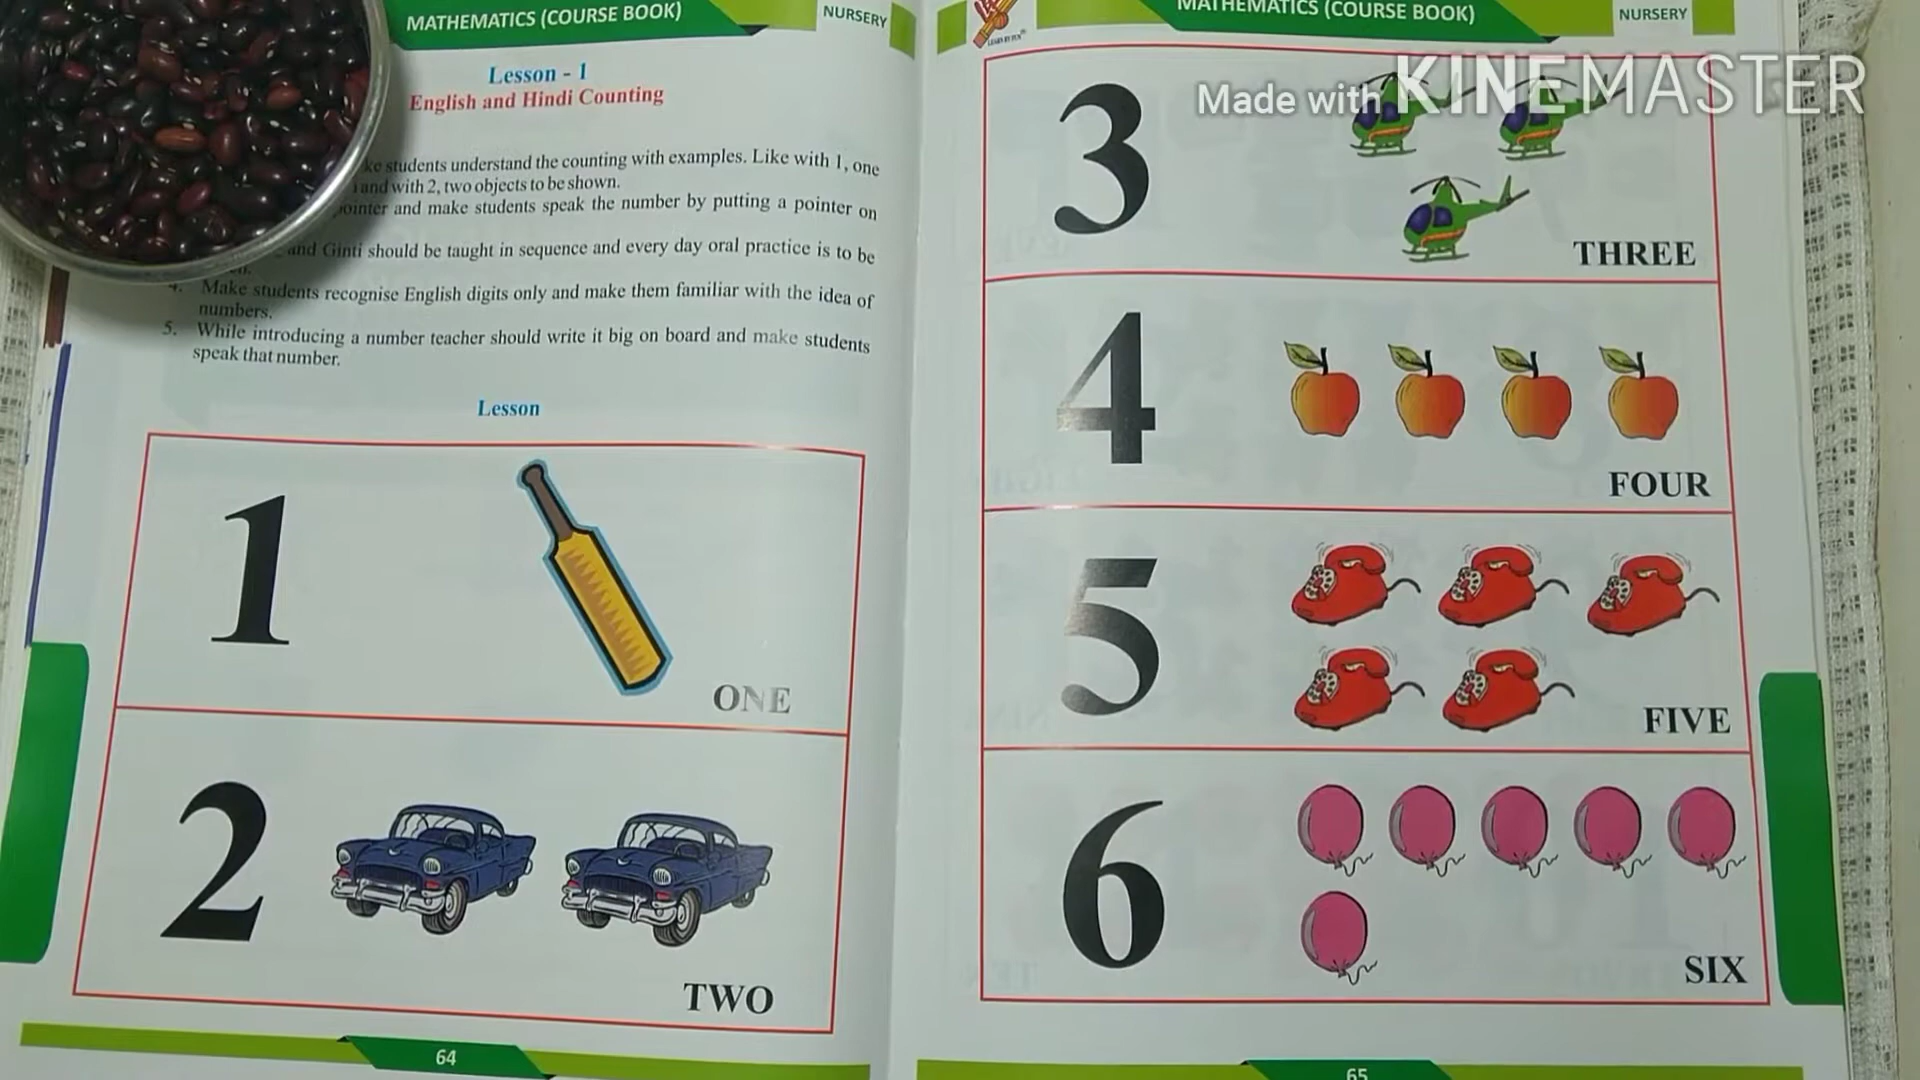 MATHEMATICS (COURSE BOOK)
NURSERY
Lesson - 1
English and Hindi Counting
students understand the counting with examples. Like with 1, one
and with 2, two objects to be shown.
pointer and make students speak the number by putting a pointer on
and Ginti should be taught in sequence and every day oral practice is to be
4. Make students recognise English digits only and make them familiar with the idea of
numbers.
5. While introducing a number teacher should write it big on board and make students
speak that number.
Lesson
1
ONE
2
TWO
64
MATHEMATICS (COURSE BOOK)
NURSERY
Made with KINEMASTER
3
THREE
4
FOUR
5
FIVE
6
SIX
65